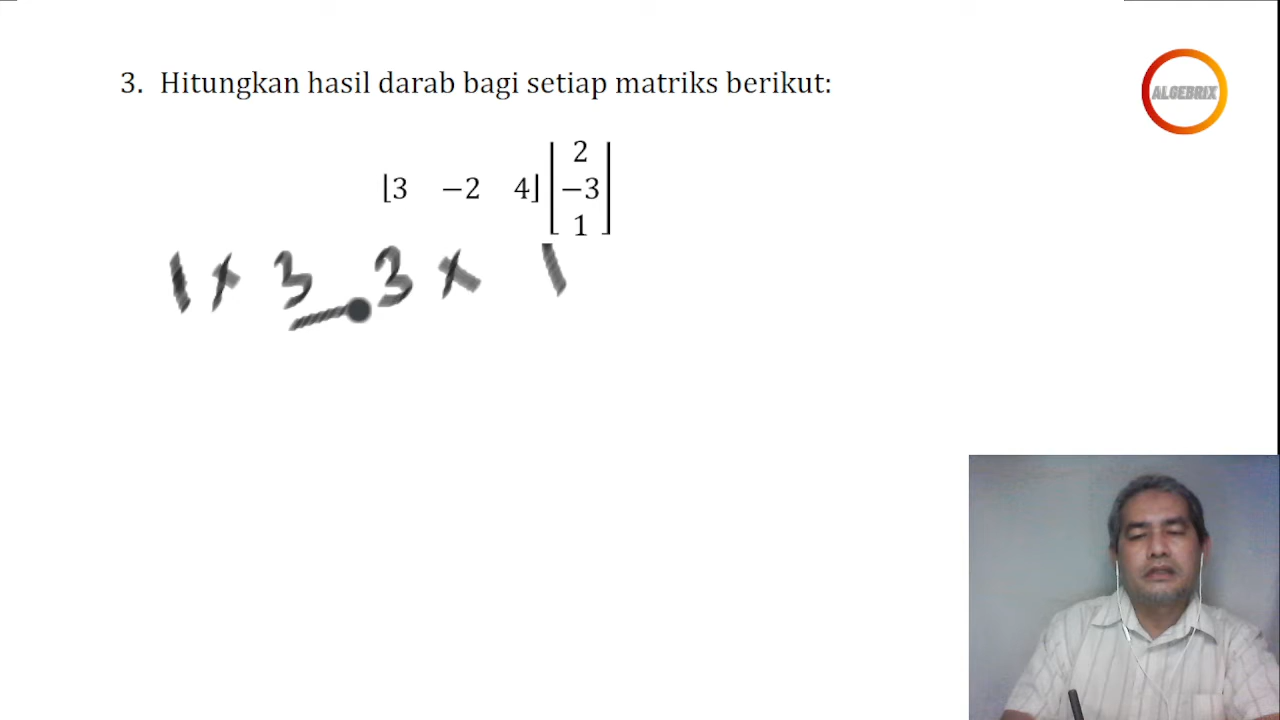 3. Hitungkan hasil darab bagi setiap matriks berikut:
ALGEBRIX
[3 −2 4] [2 −3 1]
1 × 3 3 × 1